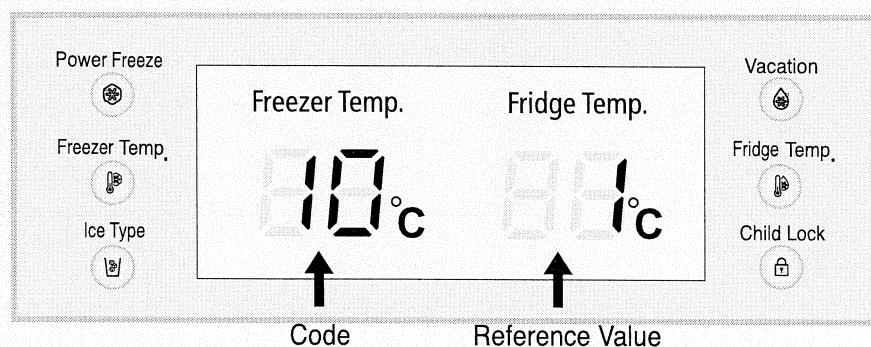 Power Freeze
Freezer Temp.
Ice Type
Freezer Temp.
10°C
Fridge Temp.
1°C
Vacation
Fridge Temp.
Child Lock
Code
Reference Value